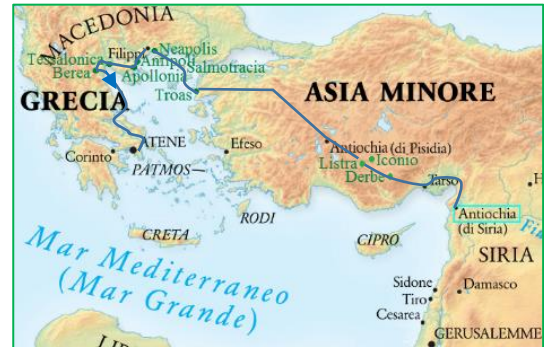 MACEDONIA
Filippi
Neapolis
Tessalonica
Anfipoli
Berea
Apollonia
Salmotracia
Troas
GRECIA
ASIA MINORE
ATENE
Corinto
Efeso
PATMOS
Antiochia (di Pisidia)
Listra
Iconio
Derbe
Tarso
Antiochia
(di Siria)
RODI
CRETA
CIPRO
SIRIA
Mar Mediterraneo
(Mar Grande)
Sidone
Tiro
Damasco
Cesarea
GERUSALEMME